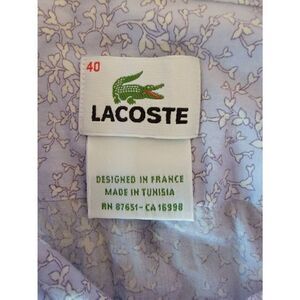 40
LACOSTE
DESIGNED IN FRANCE
MADE IN TUNISIA
RN 87651-CA 16998